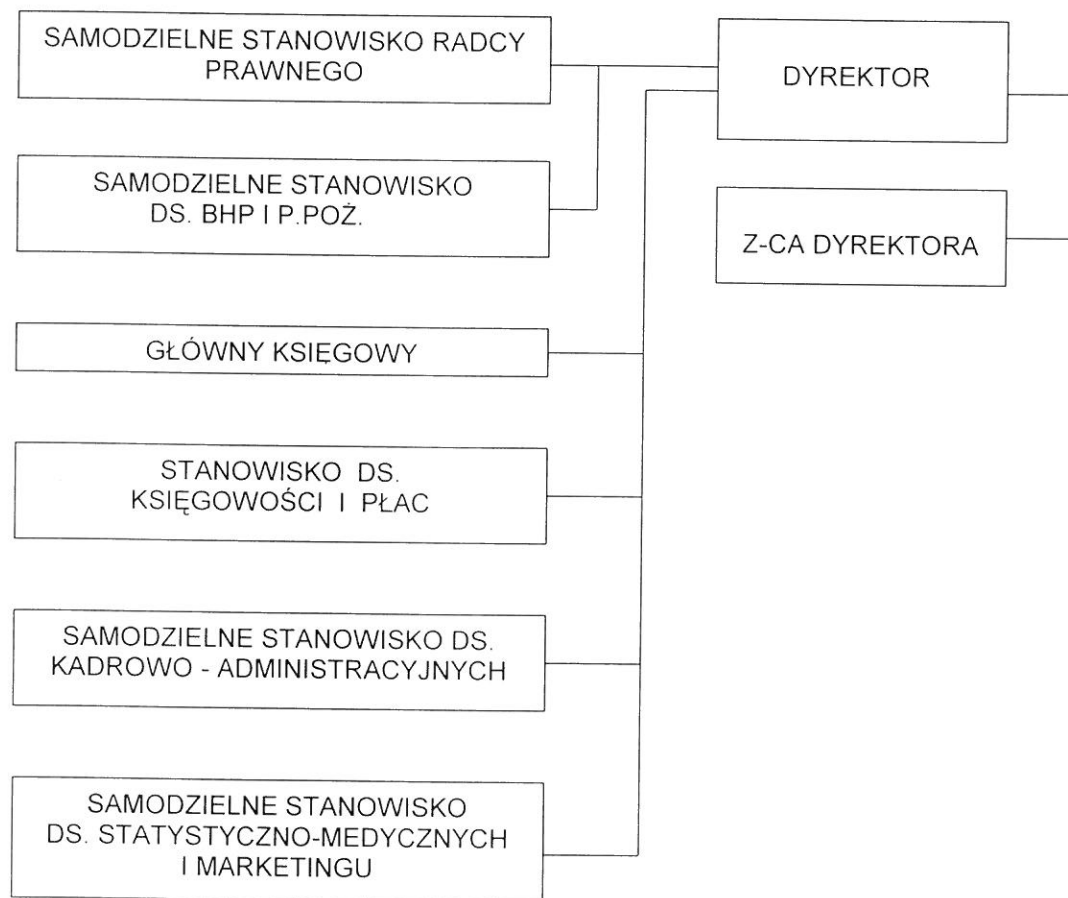 SAMODZIELNE STANOWISKO RADCY
PRAWNEGO
DYREKTOR
SAMODZIELNE STANOWISKO
DS. BHP I P.POŻ.
Z-CA DYREKTORA
GŁÓWNY KSIĘGOWY
STANOWISKO DS.
KSIĘGOWOŚCI I PŁAC
SAMODZIELNE STANOWISKO DS.
KADROWO - ADMINISTRACYJNYCH
SAMODZIELNE STANOWISKO
DS. STATYSTYCZNO-MEDYCZNYCH
I MARKETINGU